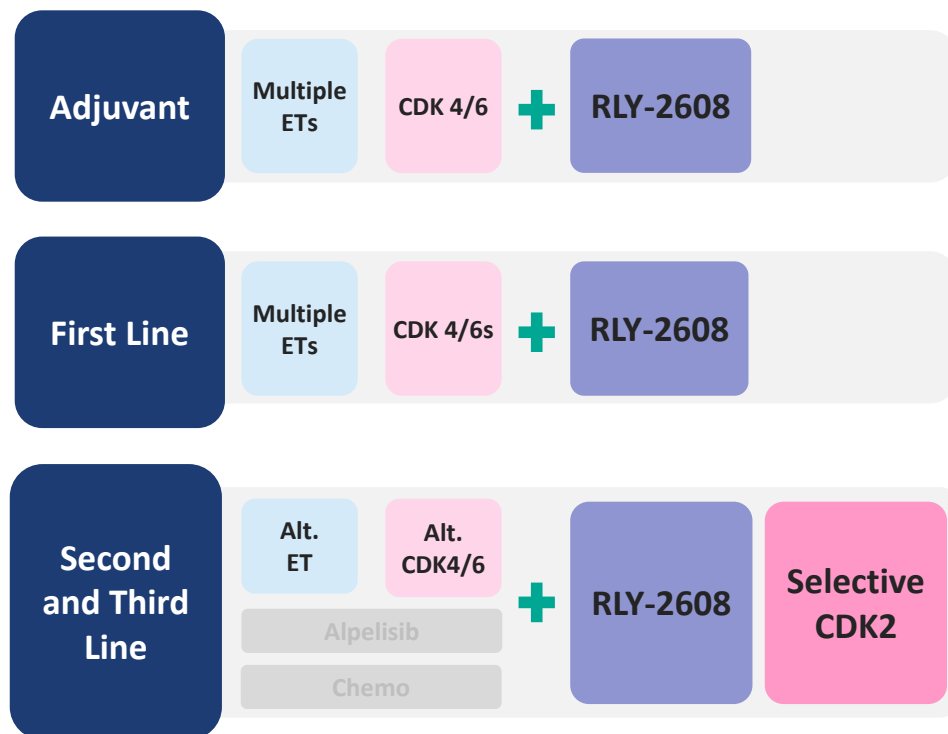 Adjuvant
Multiple
ETs
CDK 4/6
+
RLY-2608
First Line
Multiple
ETs
CDK 4/6s
+
RLY-2608
Second
and Third
Line
Alt.
ET
Alt.
CDK4/6
Alpelisib
Chemo
+
RLY-2608
Selective
CDK2